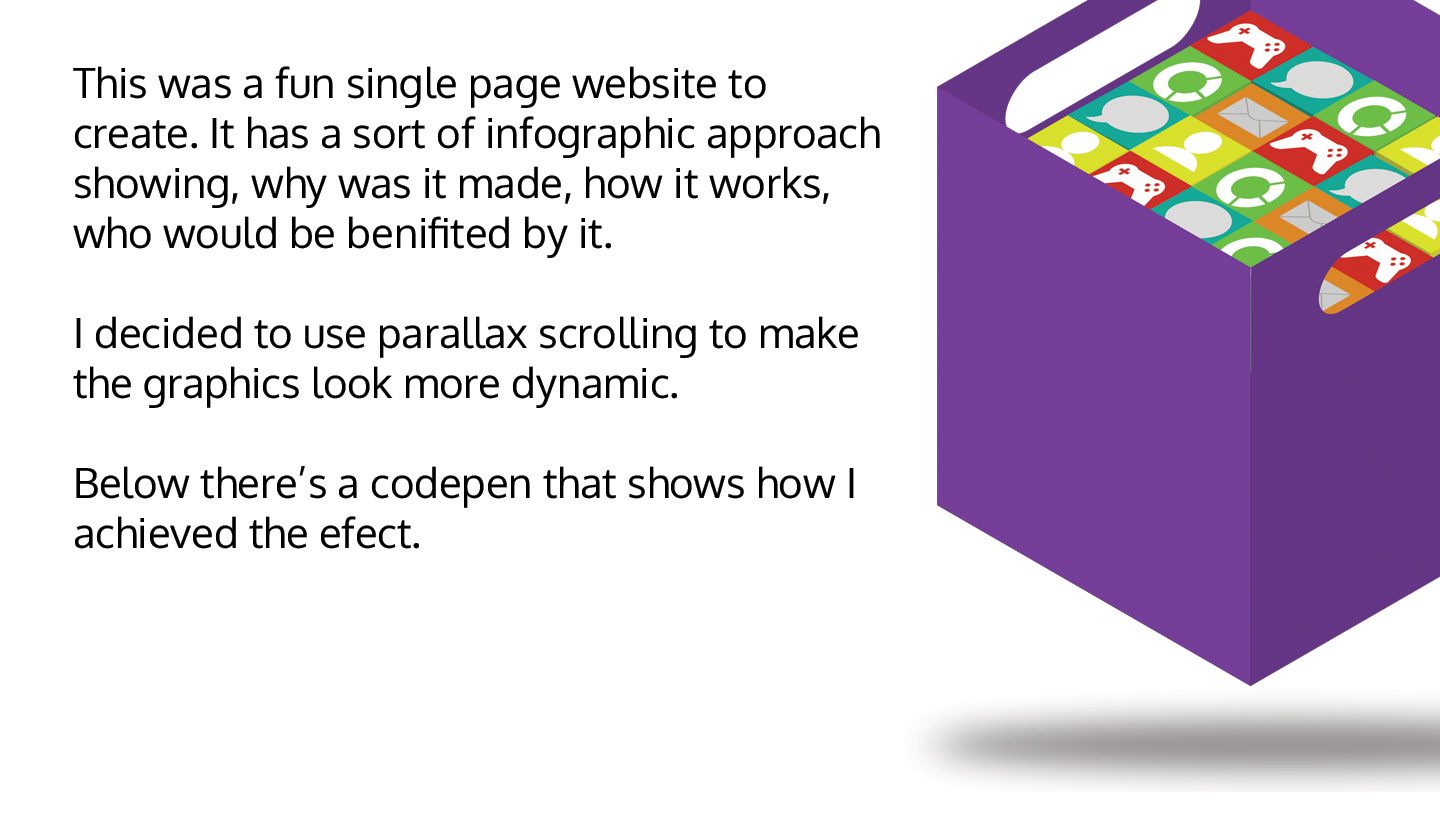 This was a fun single page website to
create. It has a sort of infographic approach
showing, why was it made, how it works,
who would be benifited by it.
I decided to use parallax scrolling to make
the graphics look more dynamic.
Below there’s a codepen that shows how I
achieved the efect.